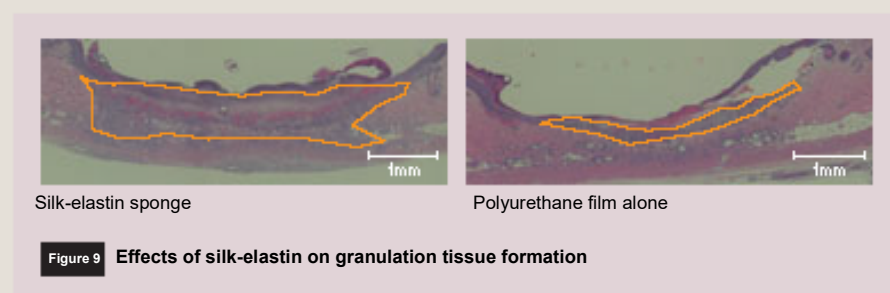 1mm 1mm
Silk-elastin sponge Polyurethane film alone
Figure 9 Effects of silk-elastin on granulation tissue formation